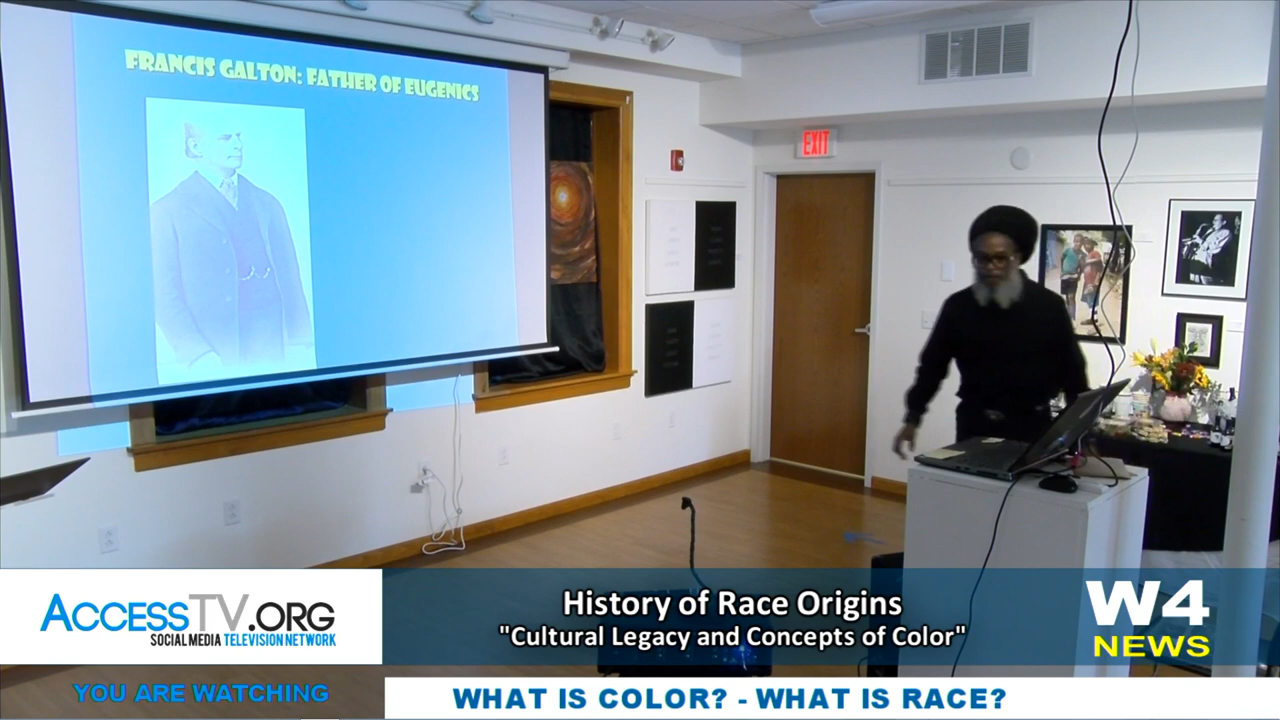 FRANCIS GALTON: FATHER OF EUGENICS
EXIT
ACCESSTV.ORG
SOCIAL MEDIA TELEVISION NETWORK
History of Race Origins
"Cultural Legacy and Concepts of Color"
W4
NEWS
YOU ARE WATCHING
WHAT IS COLOR? - WHAT IS RACE?